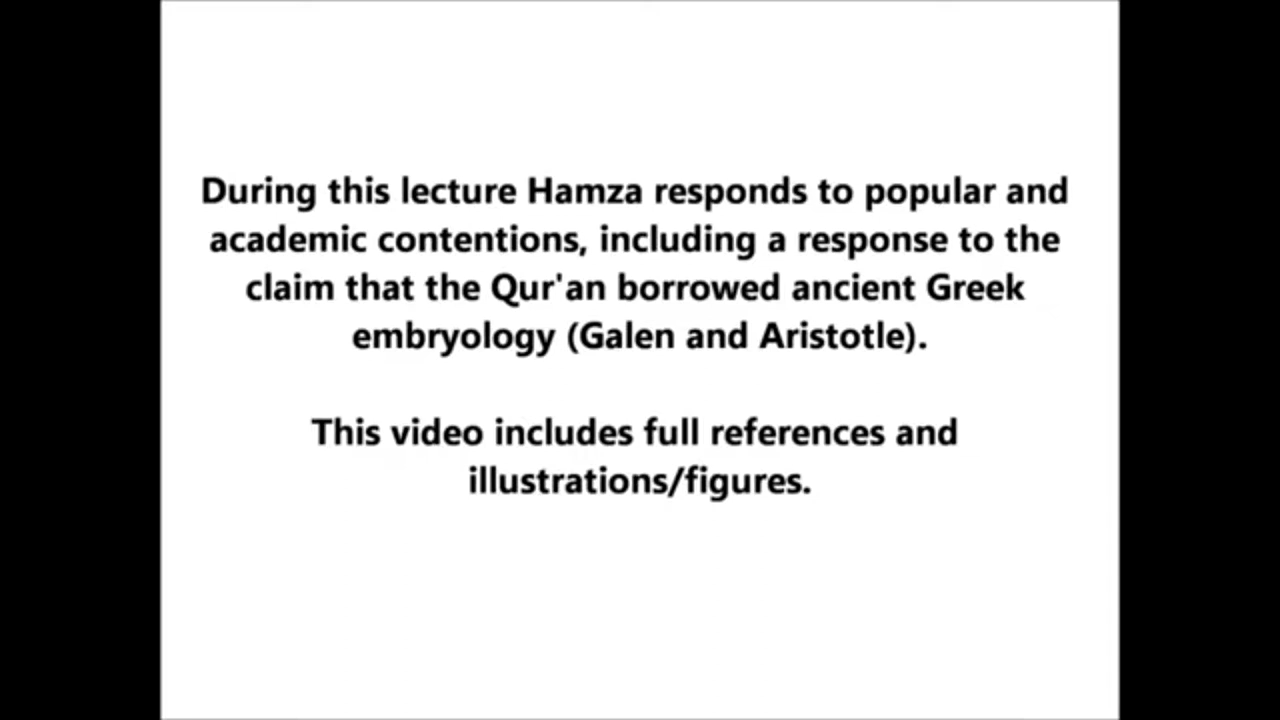 During this lecture Hamza responds to popular and
academic contentions, including a response to the
claim that the Qur'an borrowed ancient Greek
embryology (Galen and Aristotle).
This video includes full references and
illustrations/figures.